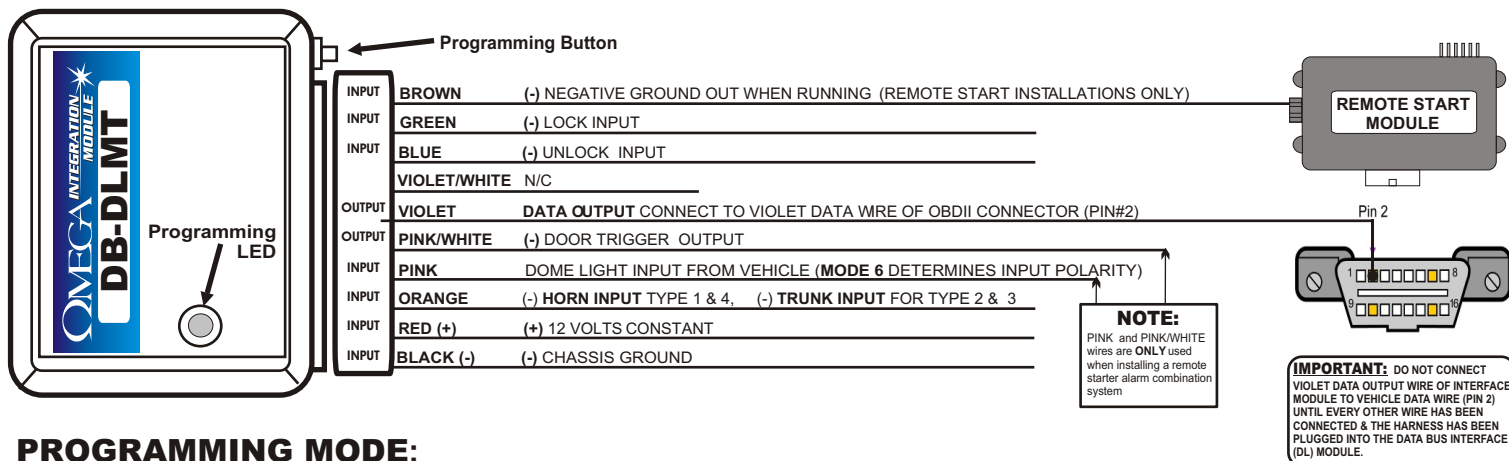 Programming Button
OMEGA INTEGRATION MODULE
DB-DLMT
Programming LED
INPUT BROWN (-) NEGATIVE GROUND OUT WHEN RUNNING (REMOTE START INSTALLATIONS ONLY)
INPUT GREEN (-) LOCK INPUT
INPUT BLUE (-) UNLOCK INPUT
VIOLET/WHITE N/C
OUTPUT VIOLET DATA OUTPUT CONNECT TO VIOLET DATA WIRE OF OBDII CONNECTOR (PIN#2)
OUTPUT PINK/WHITE (-) DOOR TRIGGER OUTPUT
INPUT PINK DOME LIGHT INPUT FROM VEHICLE (MODE 6 DETERMINES INPUT POLARITY)
INPUT ORANGE (-) HORN INPUT TYPE 1 & 4, (-) TRUNK INPUT FOR TYPE 2 & 3
INPUT RED (+) (+) 12 VOLTS CONSTANT
INPUT BLACK (-) (-) CHASSIS GROUND
REMOTE START
MODULE
Pin 2
1 8
9 16
NOTE:
PINK and PINK/WHITE
wires are ONLY used
when installing a remote
starter alarm combination
system
IMPORTANT: DO NOT CONNECT
VIOLET DATA OUTPUT WIRE OF INTERFACE
MODULE TO VEHICLE DATA WIRE (PIN 2)
UNTIL EVERY OTHER WIRE HAS BEEN
CONNECTED & THE HARNESS HAS BEEN
PLUGGED INTO THE DATA BUS INTERFACE
(DL) MODULE.
PROGRAMMING MODE: